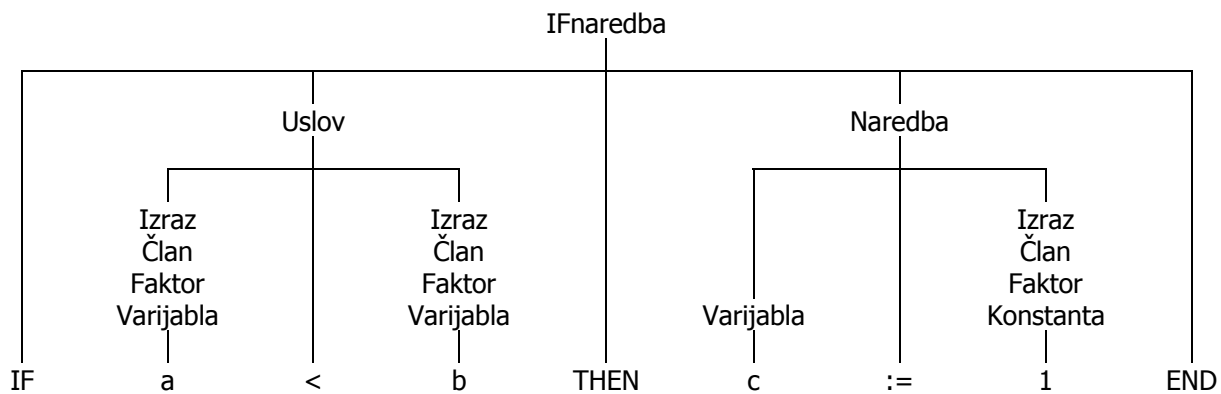 IFnaredba
Uslov Naredba
Izraz Izraz Izraz
Član Član Član
Faktor Faktor Faktor
Varijabla Varijabla Varijabla Konstanta
IF a < b THEN c := 1 END